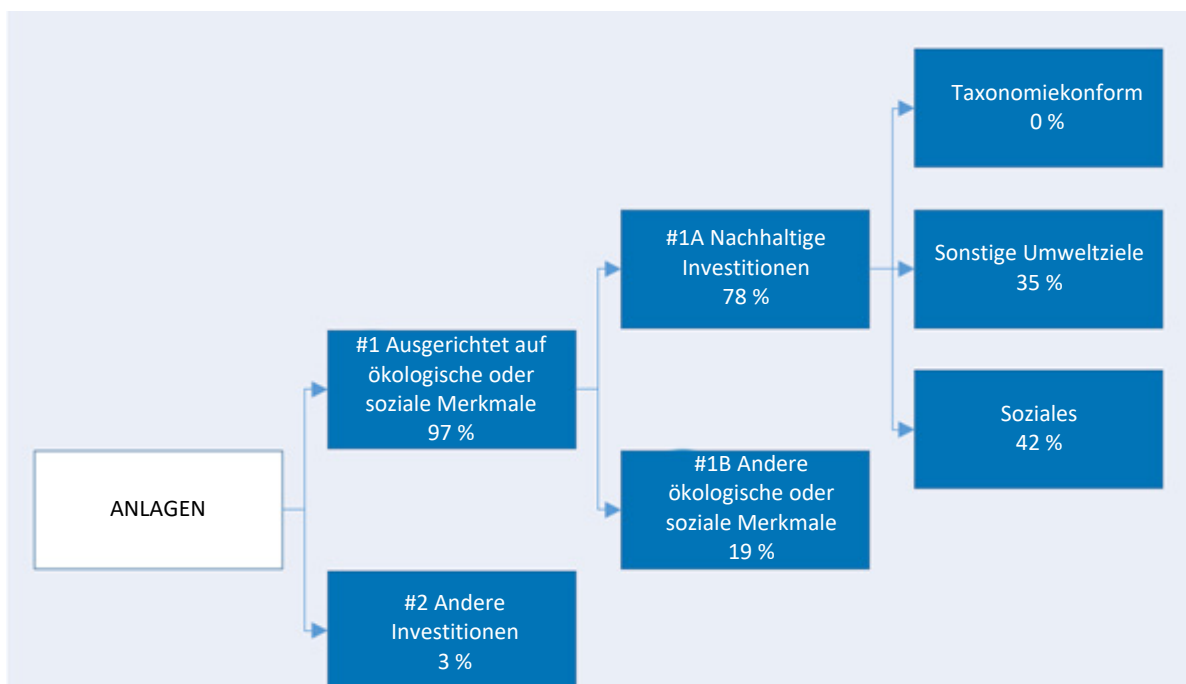 Taxonomiekonform
0 %
#1A Nachhaltige
Investitionen
78 %
Sonstige Umweltziele
35 %
#1 Ausgerichtet auf
ökologische oder
soziale Merkmale
97 %
Soziales
42 %
ANLAGEN
#1B Andere
ökologische oder
soziale Merkmale
19 %
#2 Andere
Investitionen
3 %